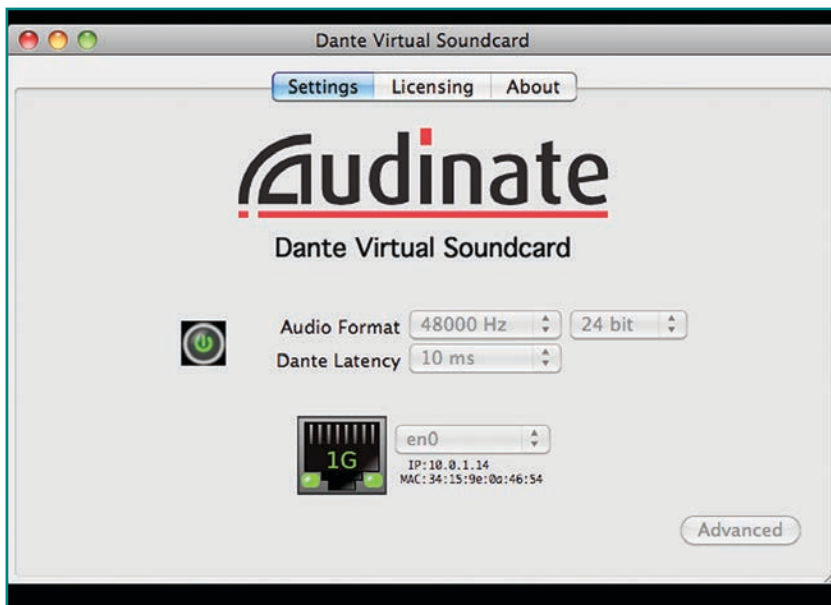 Dante Virtual Soundcard
Settings Licensing About
Audinate
Dante Virtual Soundcard
Audio Format 48000 Hz 24 bit
Dante Latency 10 ms
1G en0
IP:10.0.1.14
MAC:34:15:9e:0a:46:54
Advanced